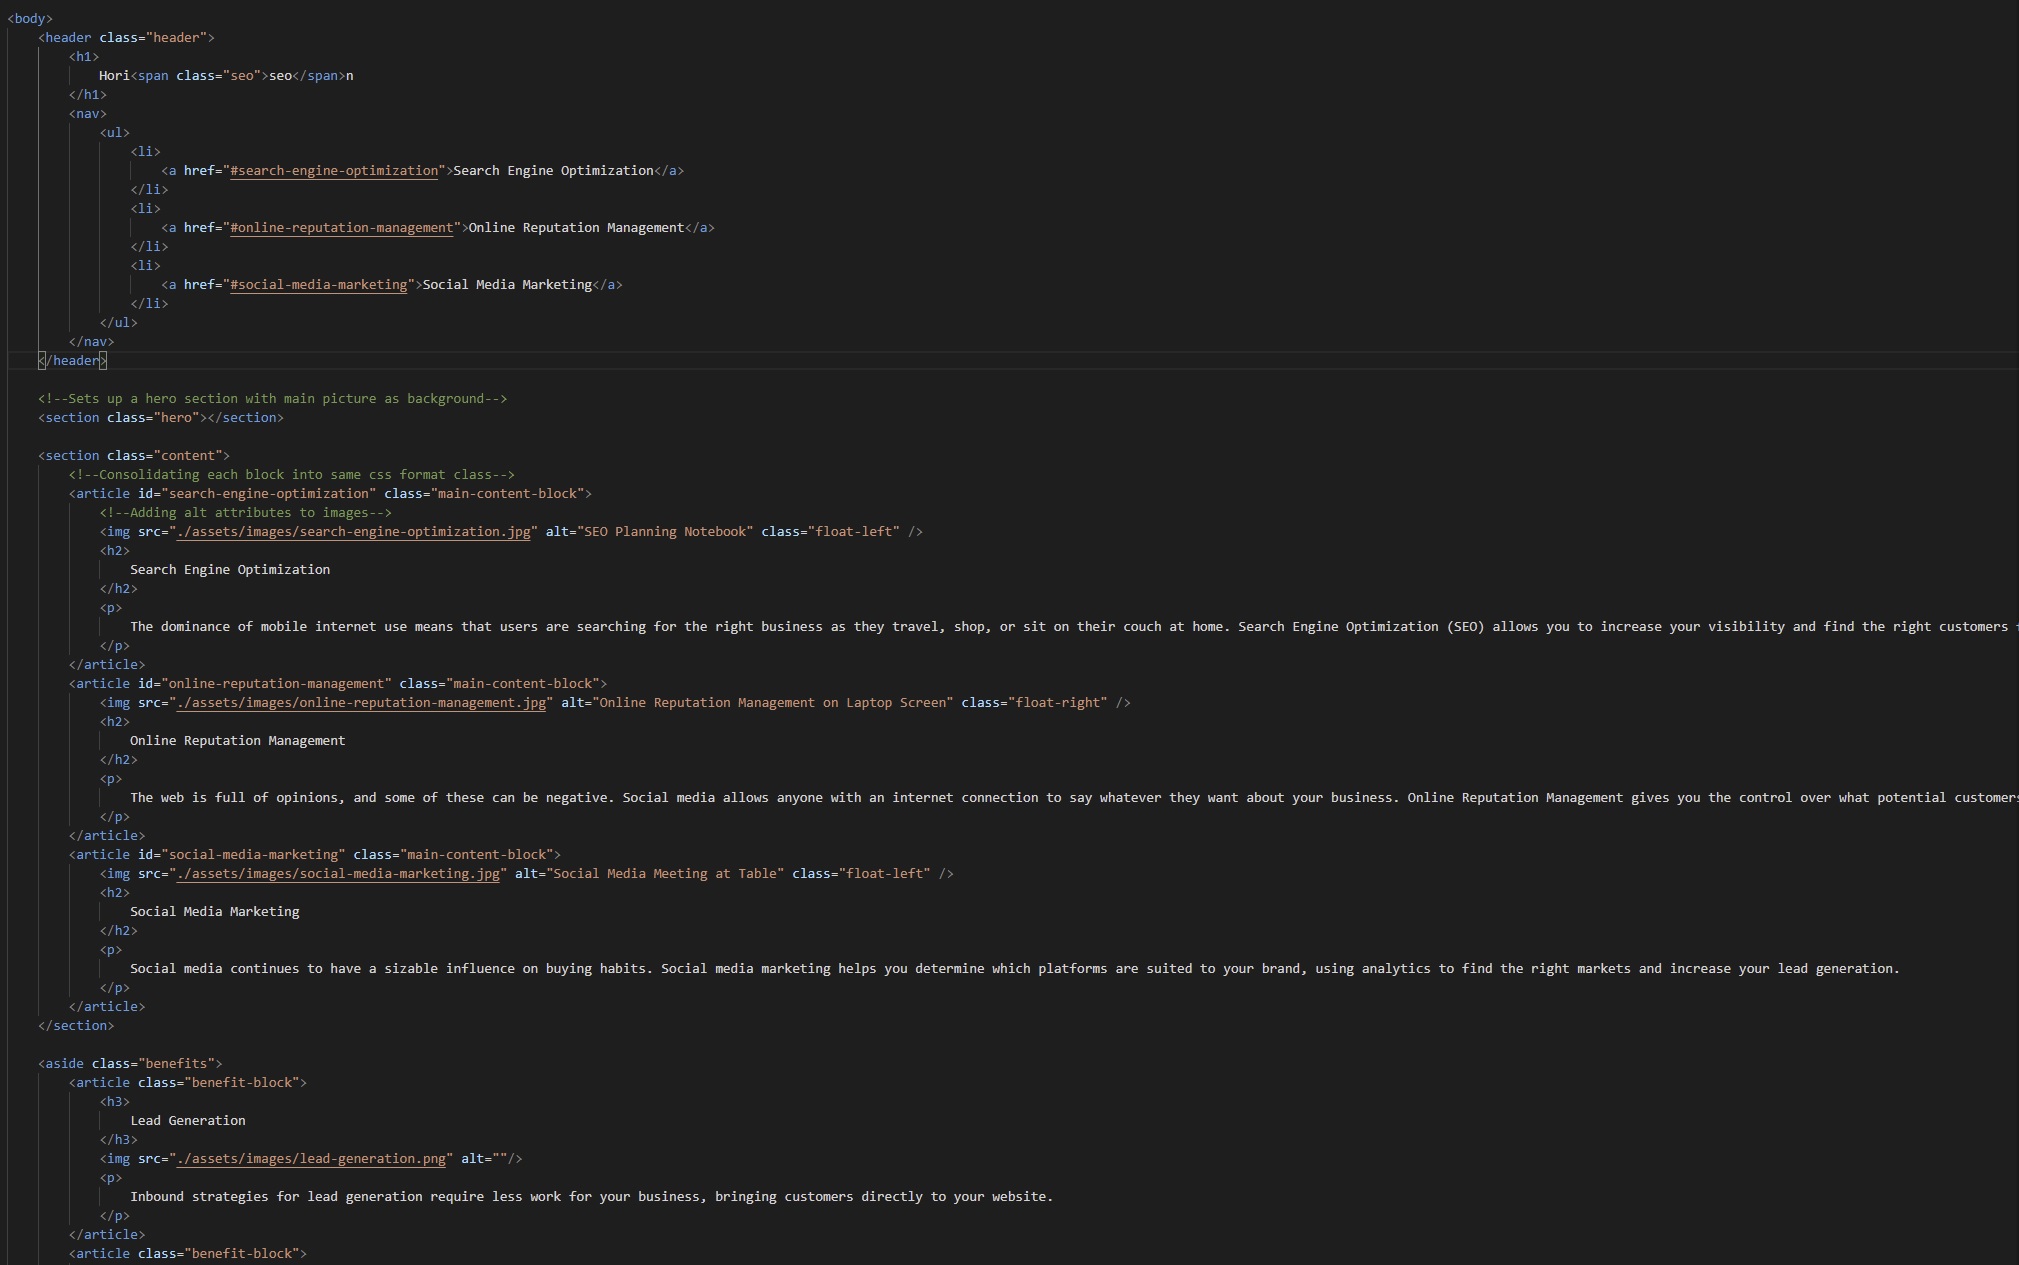 <body>
<header class="header">
<h1>
Hori<span class="seo">seo</span>n
</h1>
<nav>
<ul>
<li>
<a href="#search-engine-optimization">Search Engine Optimization</a>
</li>
<li>
<a href="#online-reputation-management">Online Reputation Management</a>
</li>
<li>
<a href="#social-media-marketing">Social Media Marketing</a>
</li>
</ul>
</nav>
</header>
<!--Sets up a hero section with main picture as background-->
<section class="hero"></section>
<section class="content">
<!--Consolidating each block into same css format class-->
<article id="search-engine-optimization" class="main-content-block">
<!--Adding alt attributes to images-->
<img src="./assets/images/search-engine-optimization.jpg" alt="SEO Planning Notebook" class="float-left" />
<h2>
Search Engine Optimization
</h2>
<p>
The dominance of mobile internet use means that users are searching for the right business as they travel, shop, or sit on their couch at home. Search Engine Optimization (SEO) allows you to increase your visibility and find the right customers
</p>
</article>
<article id="online-reputation-management" class="main-content-block">
<img src="./assets/images/online-reputation-management.jpg" alt="Online Reputation Management on Laptop Screen" class="float-right" />
<h2>
Online Reputation Management
</h2>
<p>
The web is full of opinions, and some of these can be negative. Social media allows anyone with an internet connection to say whatever they want about your business. Online Reputation Management gives you the control over what potential customers
</p>
</article>
<article id="social-media-marketing" class="main-content-block">
<img src="./assets/images/social-media-marketing.jpg" alt="Social Media Meeting at Table" class="float-left" />
<h2>
Social Media Marketing
</h2>
<p>
Social media continues to have a sizable influence on buying habits. Social media marketing helps you determine which platforms are suited to your brand, using analytics to find the right markets and increase your lead generation.
</p>
</article>
</section>
<aside class="benefits">
<article class="benefit-block">
<h3>
Lead Generation
</h3>
<img src="./assets/images/lead-generation.png" alt=""/>
<p>
Inbound strategies for lead generation require less work for your business, bringing customers directly to your website.
</p>
</article>
<article class="benefit-block">